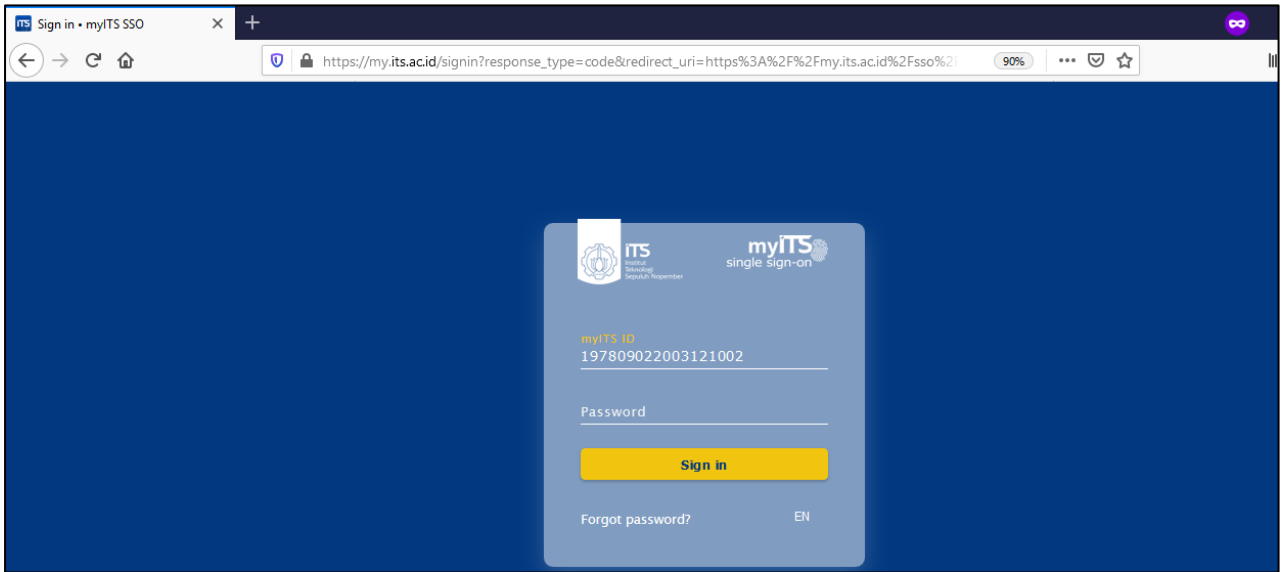 iTS Sign in • myITS SSO
https://my.its.ac.id/signin?response_type=code&redirect_uri=https%3A%2F%2Fmy.its.ac.id%2Fsso%2 90%
iTS
Institut
Teknologi
Sepuluh Nopember
myiTS
single sign-on
myITS ID
197809022003121002
Password
Sign in
Forgot password? EN